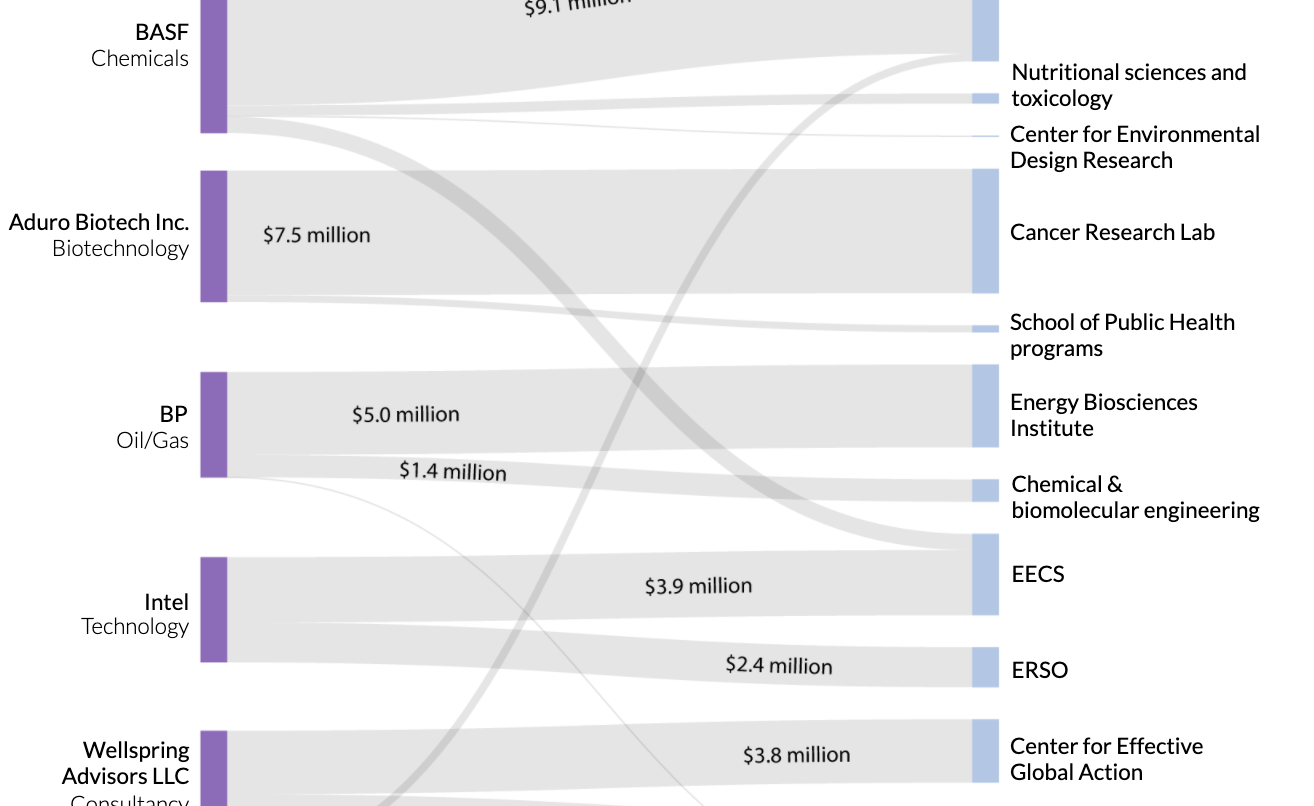 $9.1 million
BASF
Chemicals
Nutritional sciences and
toxicology
Center for Environmental
Design Research
Aduro Biotech Inc.
Biotechnology
$7.5 million
Cancer Research Lab
School of Public Health
programs
BP
Oil/Gas
$5.0 million
$1.4 million
Energy Biosciences
Institute
Chemical &
biomolecular engineering
Intel
Technology
$3.9 million
EECS
$2.4 million
ERSO
Wellspring
Advisors LLC
Consultancy
$3.8 million
Center for Effective
Global Action